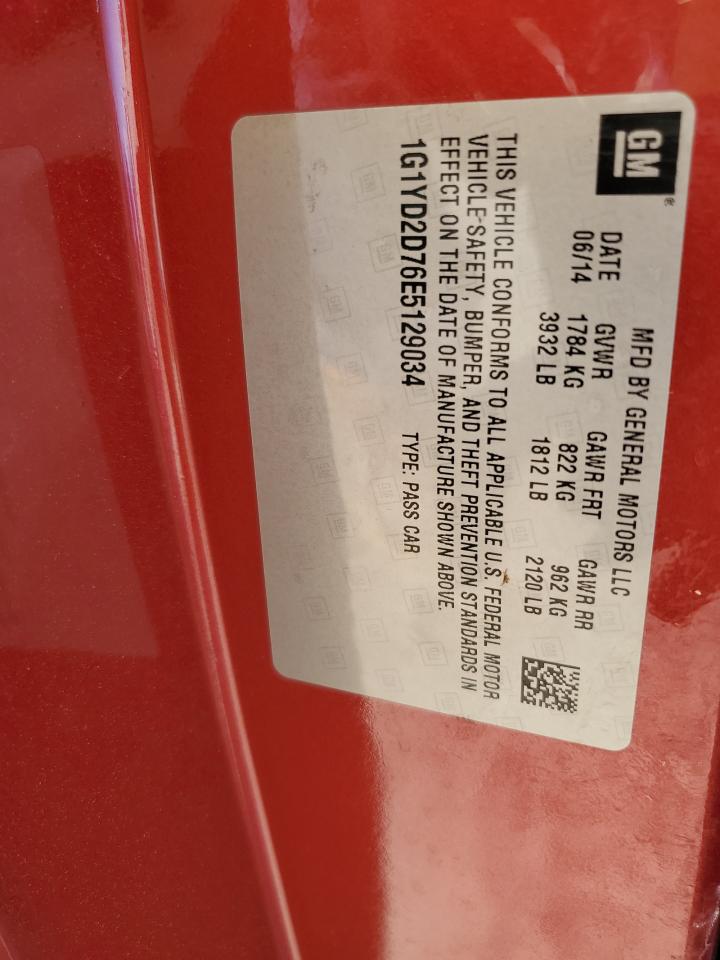 GM®
MFD BY GENERAL MOTORS LLC
DATE GVWR GAWR FRT GAWR RR
06/14 1784 KG 822 KG 962 KG
3932 LB 1812 LB 2120 LB
THIS VEHICLE CONFORMS TO ALL APPLICABLE U.S. FEDERAL MOTOR
VEHICLE SAFETY, BUMPER, AND THEFT PREVENTION STANDARDS IN
EFFECT ON THE DATE OF MANUFACTURE SHOWN ABOVE.
1G1YD2D76E5129034 TYPE: PASS CAR